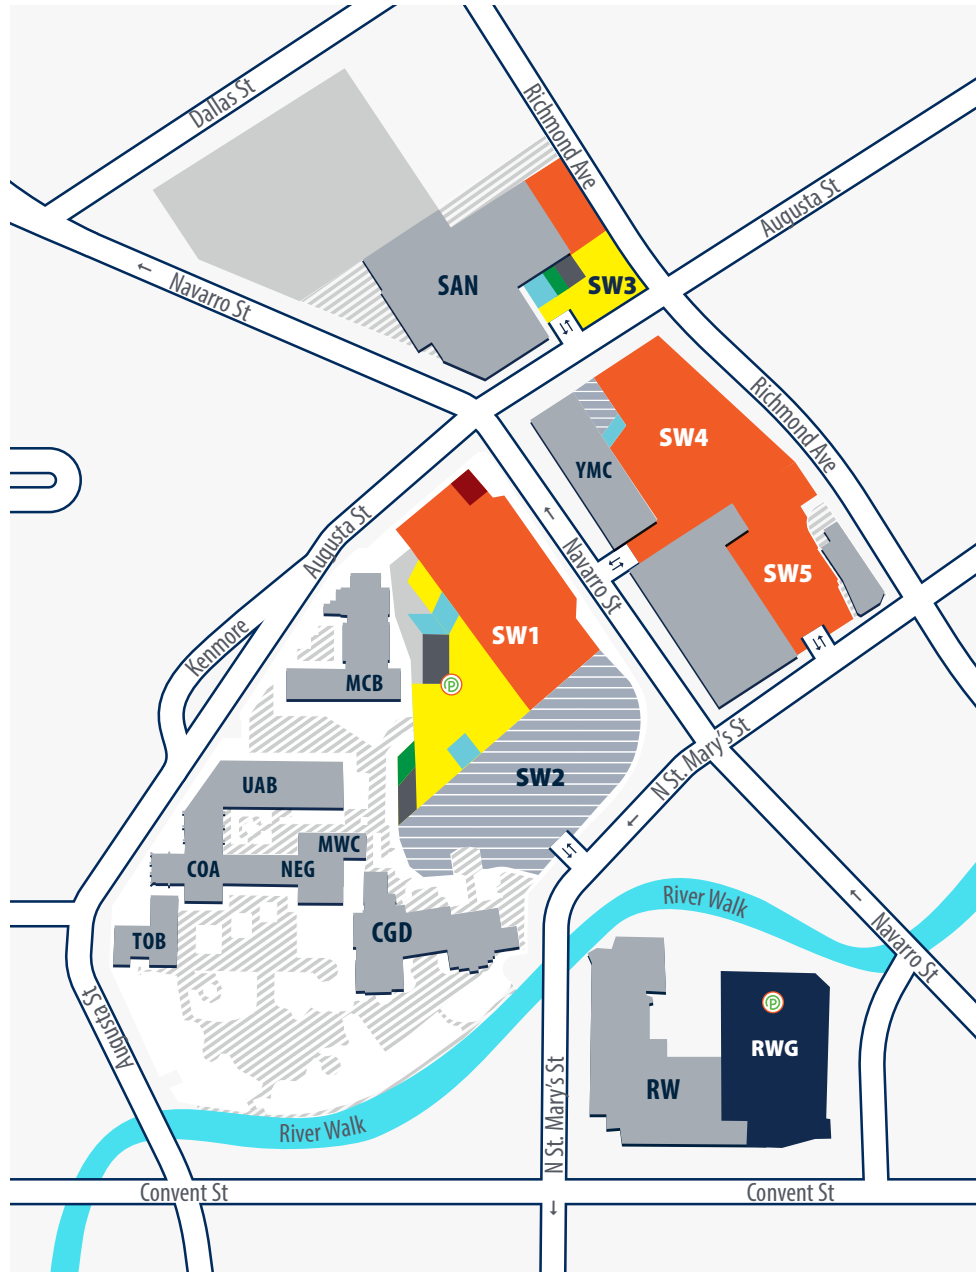 Dallas St
Richmond Ave
Augusta St
Navarro St
SAN
SW3
SW4
Richmond Ave
YMC
Augusta St
Navarro St
SW5
Kenmore
SW1
MCB
P
N St. Mary's St
UAB
SW2
MWC
COA
NEG
River Walk
TOB
CGD
Navarro St
P
Augusta St
RWG
RW
N St. Mary's St
River Walk
Convent St
Convent St